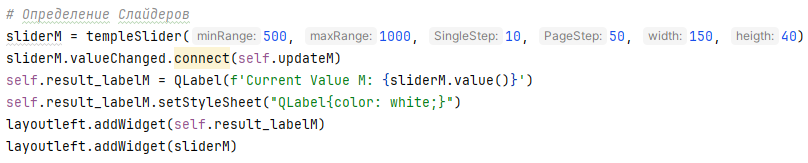 # Определение Слайдеров
sliderM = templeSlider( minRange: 500, maxRange: 1000, SingleStep: 10, PageStep: 50, width: 150, heigth: 40)
sliderM.valueChanged.connect(self.updateM)
self.result_labelM = QLabel(f'Current Value M: {sliderM.value()}')
self.result_labelM.setStyleSheet("QLabel{color: white;}")
layoutleft.addWidget(self.result_labelM)
layoutleft.addWidget(sliderM)